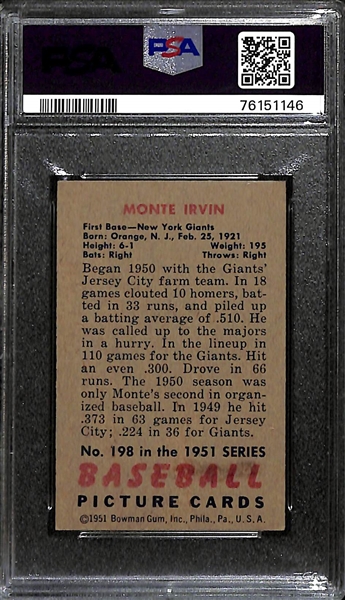 PSA
PSA
76151146
MONTE IRVIN
First Base—New York Giants
Born: Orange, N. J., Feb. 25, 1921
Height: 6-1 Weight: 195
Bats: Right Throws: Right
Began 1950 with the Giants'
Jersey City farm team. In 18
games clouted 10 homers, bat-
ted in 33 runs, and piled up
a batting average of .510. He
was called up to the majors
in a hurry. In the lineup in
110 games for the Giants. Hit
an even .300. Drove in 66
runs. The 1950 season was
only Monte's second in organ-
ized baseball. In 1949 he hit
.373 in 63 games for Jersey
City; .224 in 36 for Giants.
No. 198 in the 1951 SERIES
BASEBALL
PICTURE CARDS
©1951 Bowman Gum, Inc., Phila., Pa., U. S. A.